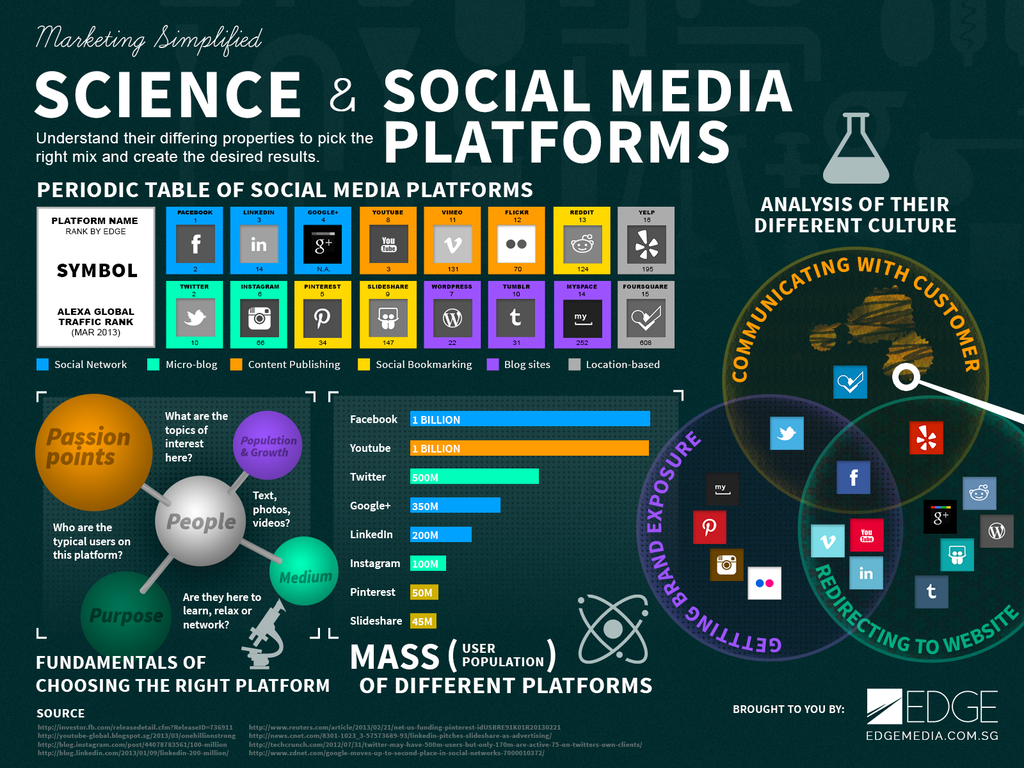 Marketing Simplified
SCIENCE & SOCIAL MEDIA
PLATFORMS
Understand their differing properties to pick the
right mix and create the desired results.
PERIODIC TABLE OF SOCIAL MEDIA PLATFORMS
PLATFORM NAME
RANK BY EDGE
SYMBOL
ALEXA GLOBAL
TRAFFIC RANK
(MAR 2013)
FACEBOOK
1
f
2
LINKEDIN
3
in
14
GOOGLE+
4
g+
N.A.
YOUTUBE
8
You
Tube
3
VIMEO
11
v
131
FLICKR
12
70
REDDIT
13
124
YELP
16
195
TWITTER
2
10
INSTAGRAM
6
66
PINTEREST
5
34
SLIDESHARE
9
147
WORDPRESS
7
W
22
TUMBLR
10
t
31
MYSPACE
14
my
252
FOURSQUARE
15
608
Social Network
Micro-blog
Content Publishing
Social Bookmarking
Blog sites
Location-based
Passion
points
What are the
topics of
interest
here?
Population
& Growth
People
Text,
photos,
videos?
Who are the
typical users on
this platform?
Medium
Purpose
Are they here to
learn, relax or
network?
FUNDAMENTALS OF
CHOOSING THE RIGHT PLATFORM
Facebook 1 BILLION
Youtube 1 BILLION
Twitter 500M
Google+ 350M
LinkedIn 200M
Instagram 100M
Pinterest 50M
Slideshare 45M
MASS (USER
POPULATION)
OF DIFFERENT PLATFORMS
ANALYSIS OF THEIR
DIFFERENT CULTURE
COMMUNICATING WITH CUSTOMER
GETTTING BRAND EXPOSURE
REDIRECTING TO WEBSITE
f
my
g+
W
v
You
Tube
in
t
SOURCE
http://investor.fb.com/releasedetail.cfm?ReleaseID=736911
http://youtube-global.blogspot.sg/2013/03/onehillionstrong
http://blog.instagram.com/post/44078783561/100-million
http://blog.linkedin.com/2013/01/09/linkedin-200-million/
http://www.reuters.com/article/2013/02/21/net-us-funding-pinterest-idUSBRE91K01R20130221
http://news.cnet.com/8301-1023_3-57573689-93/linkedin-pitches-slideshare-as-advertising/
http://techcrunch.com/2012/07/31/twitter-may-have-500m-users-but-only-170m-are-active-75-on-twitters-own-clients/
http://www.zdnet.com/google-moves-up-to-second-place-in-social-networks-7000010372/
BROUGHT TO YOU BY:
EDGE
EDGEMEDIA.COM.SG